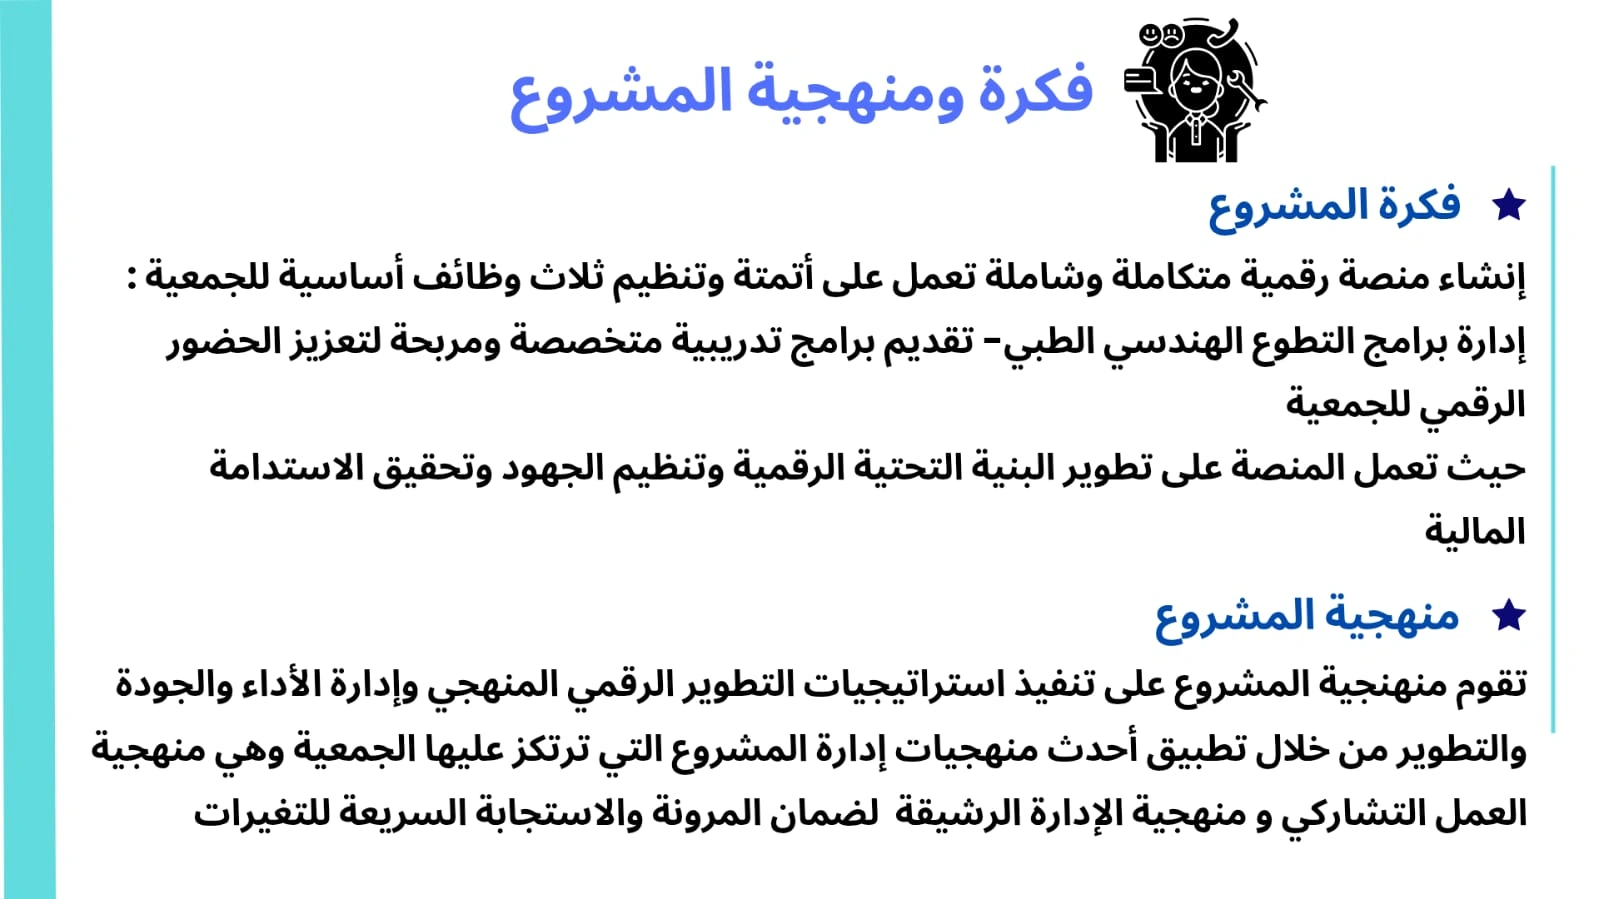 فكرة ومنهجية المشروع
فكرة المشروع
إنشاء منصة رقمية متكاملة وشاملة تعمل على أتمتة وتنظيم ثلاث وظائف أساسية للجمعية :
إدارة برامج التطوع الهندسي الطبي- تقديم برامج تدريبية متخصصة ومربحة لتعزيز الحضور
الرقمي للجمعية
حيث تعمل المنصة على تطوير البنية التحتية الرقمية وتنظيم الجهود وتحقيق الاستدامة
المالية
منهجية المشروع
تقوم منهنجية المشروع على تنفيذ استراتيجيات التطوير الرقمي المنهجي وإدارة الأداء والجودة
والتطوير من خلال تطبيق أحدث منهجيات إدارة المشروع التي ترتكز عليها الجمعية وهي منهجية
العمل التشاركي و منهجية الإدارة الرشيقة لضمان المرونة والاستجابة السريعة للتغيرات